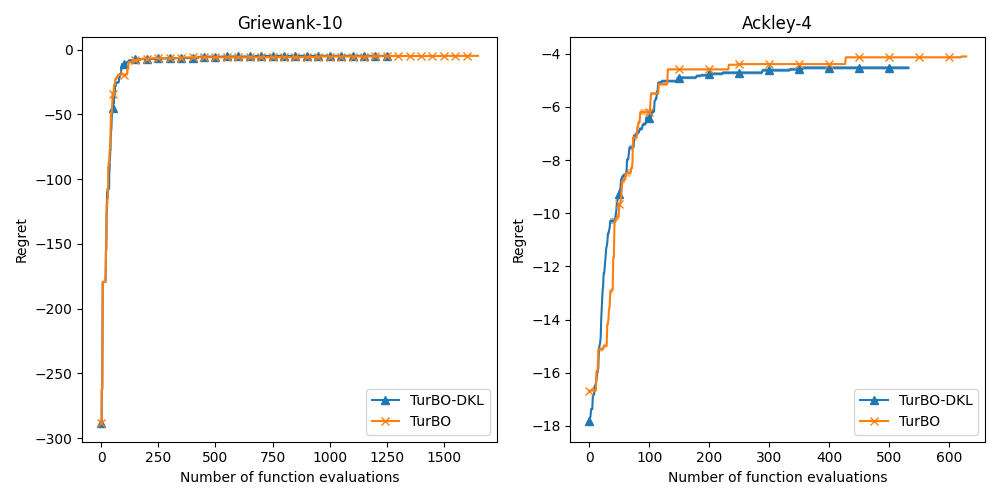 Griewank-10
Regret
0
−50
−100
−150
−200
−250
−300
0
250
500
750
1000
1250
1500
Number of function evaluations
TurBO-DKL
TurBO
Ackley-4
Regret
−4
−6
−8
−10
−12
−14
−16
−18
0
100
200
300
400
500
600
Number of function evaluations
TurBO-DKL
TurBO